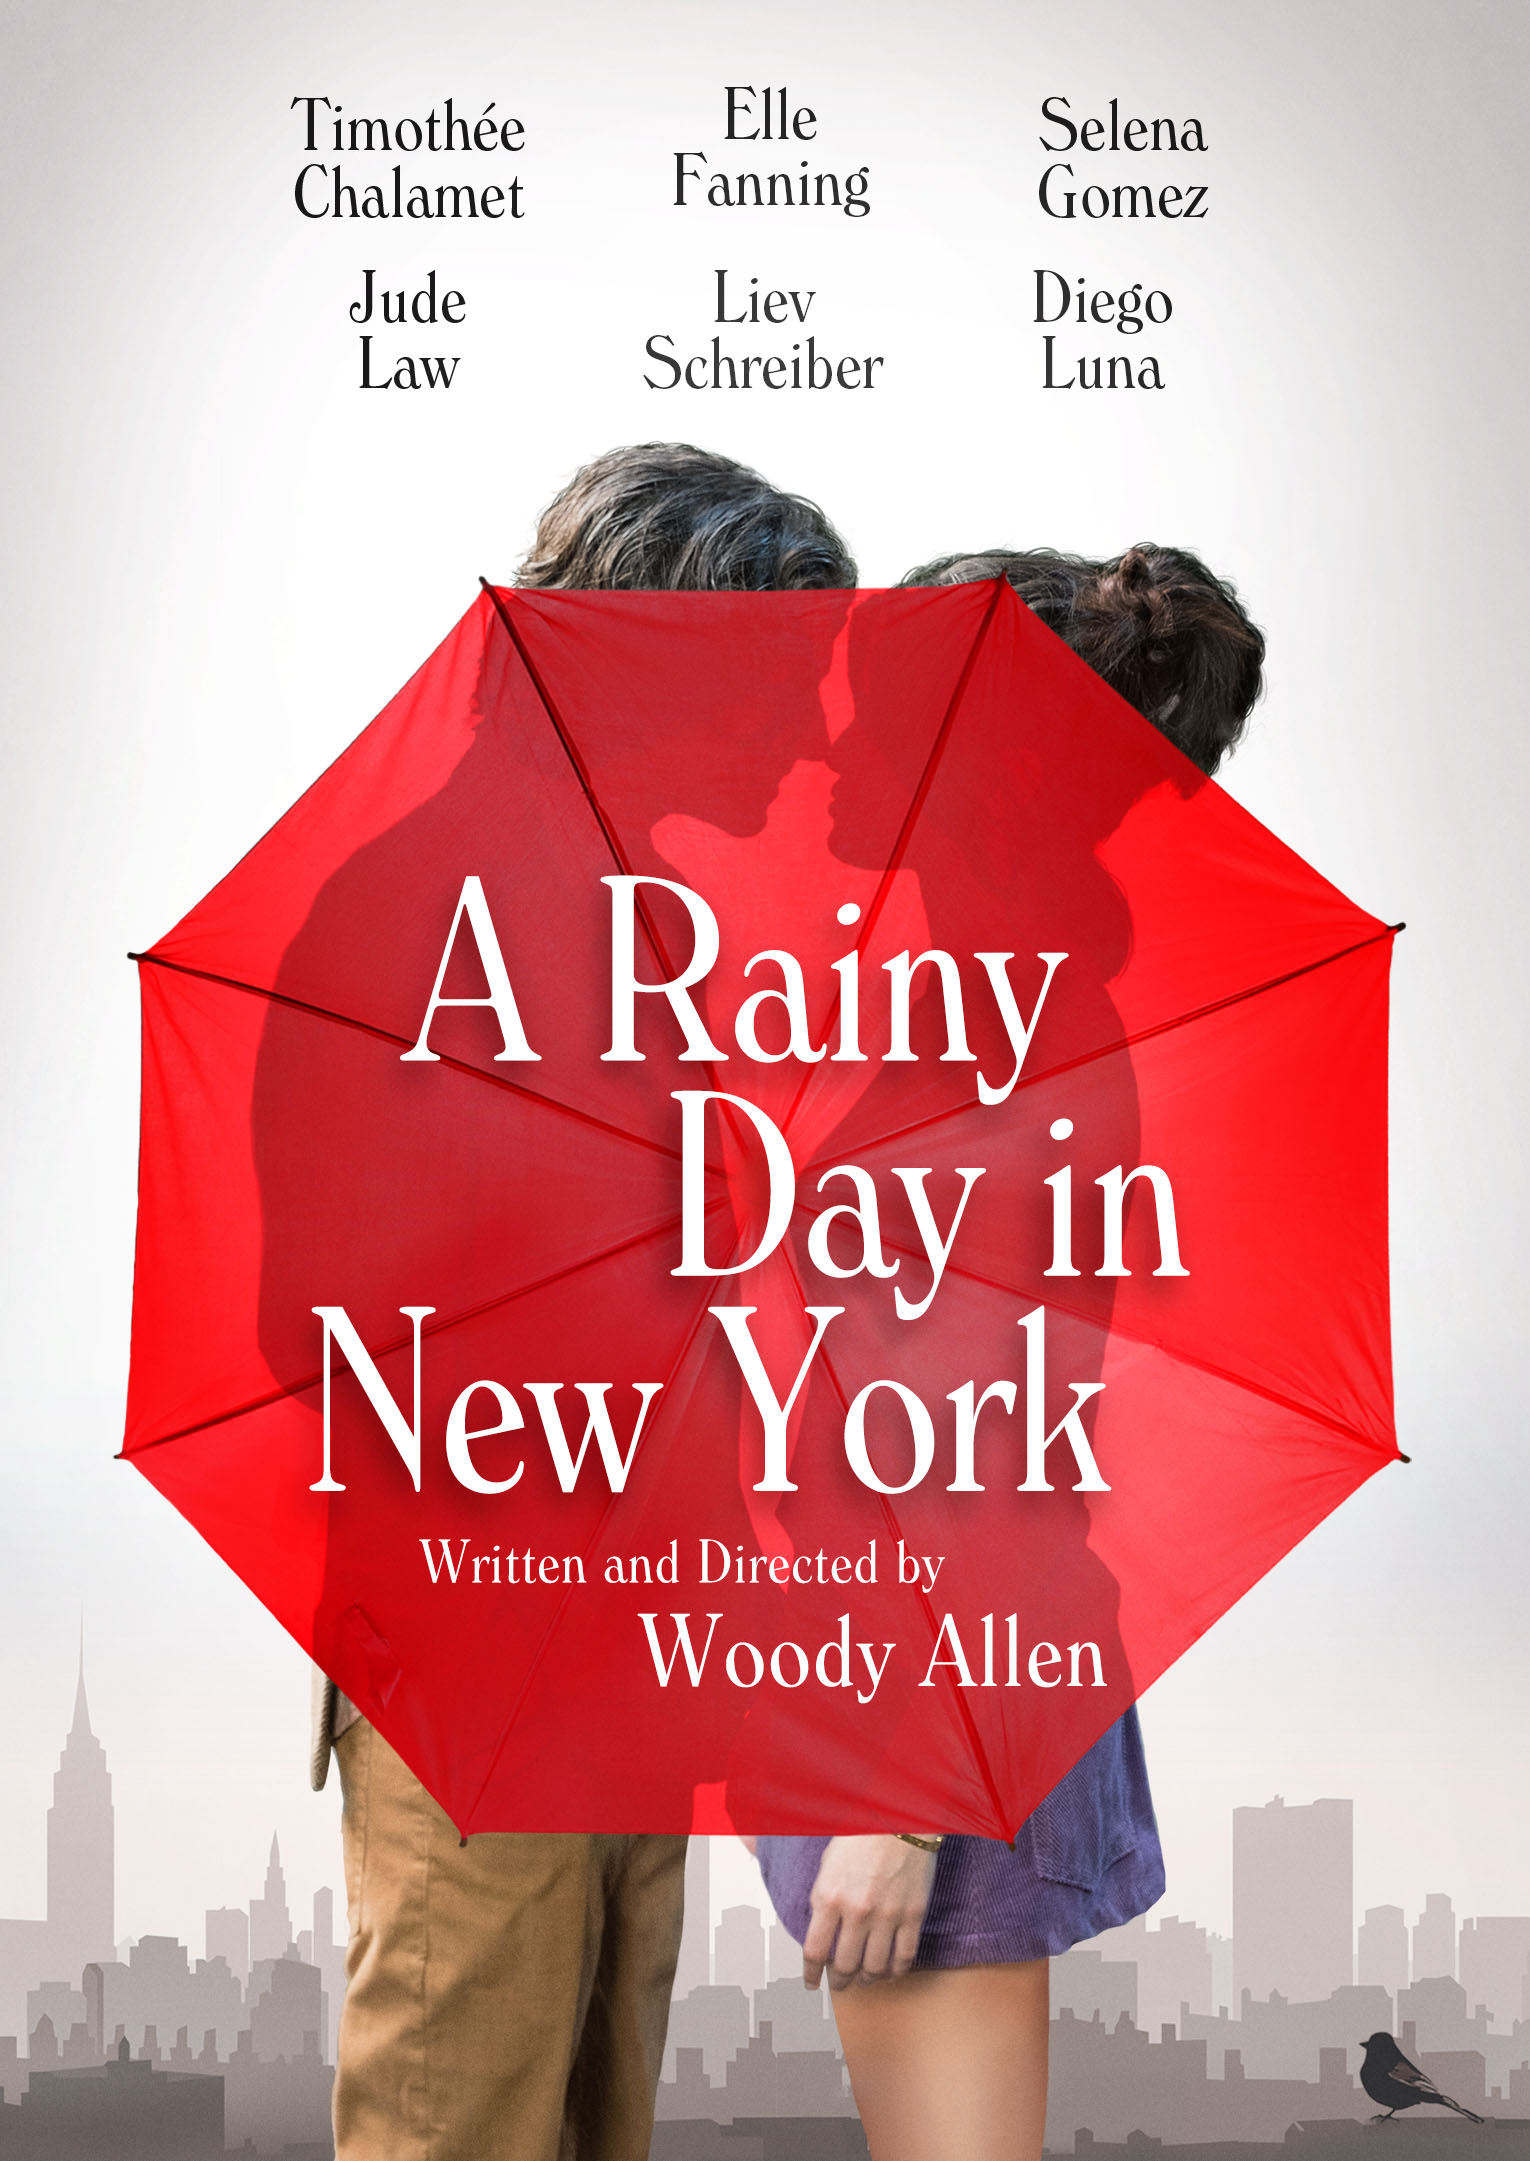 Timothée
Chalamet
Elle
Fanning
Selena
Gomez
Jude
Law
Liev
Schreiber
Diego
Luna
A Rainy
Day in
New York
Written and Directed by
Woody Allen